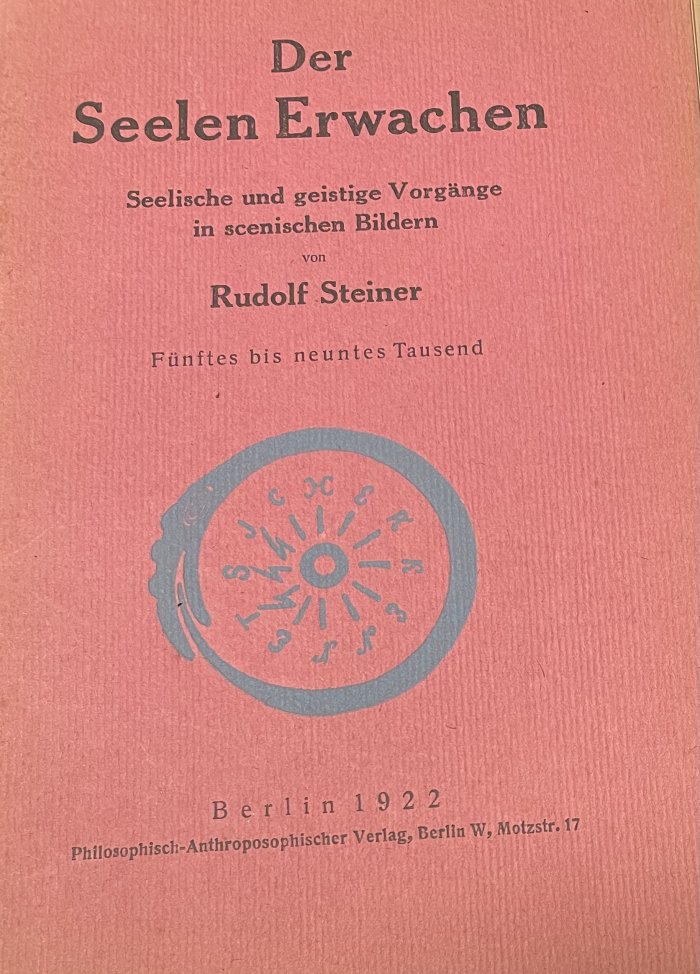 Der
Seelen Erwachen
Seelische und geistige Vorgänge
in scenischen Bildern
von
Rudolf Steiner
Fünftes bis neuntes Tausend
Berlin 1922
Philosophisch-Anthroposophischer Verlag, Berlin W, Motzstr. 17